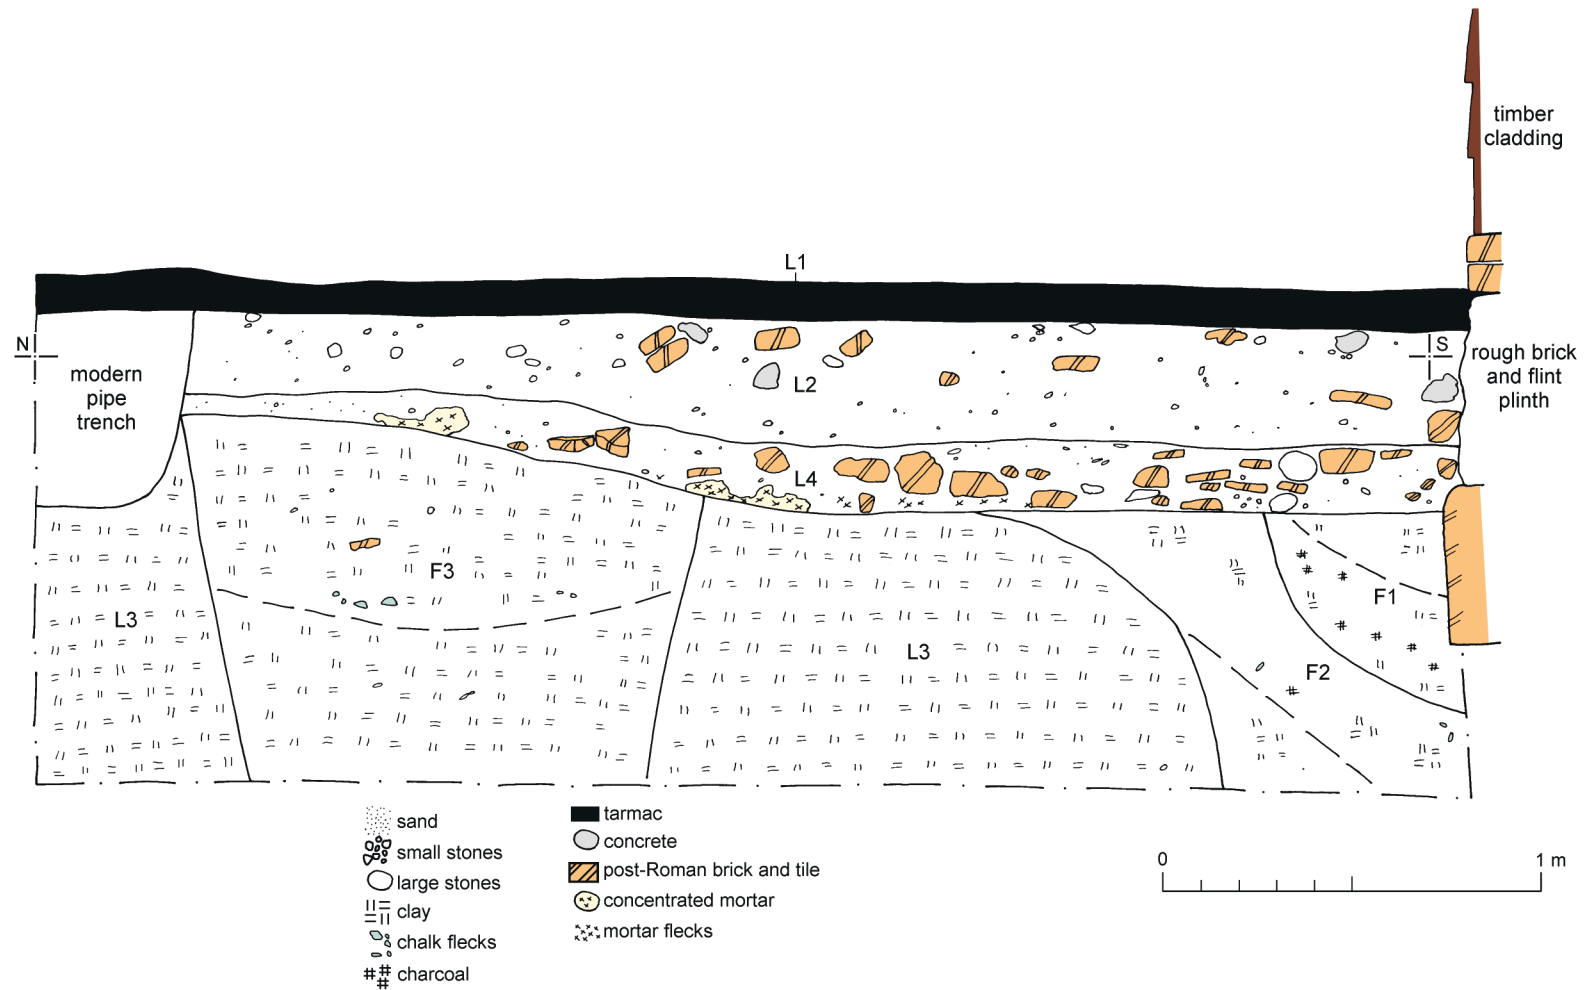 timber
cladding
L1
N
S
modern
pipe
trench
L2
rough brick
and flint
plinth
L4
F3
F1
L3
L3
F2
sand
small stones
large stones
clay
chalk flecks
charcoal
tarmac
concrete
post-Roman brick and tile
concentrated mortar
mortar flecks
0
1 m